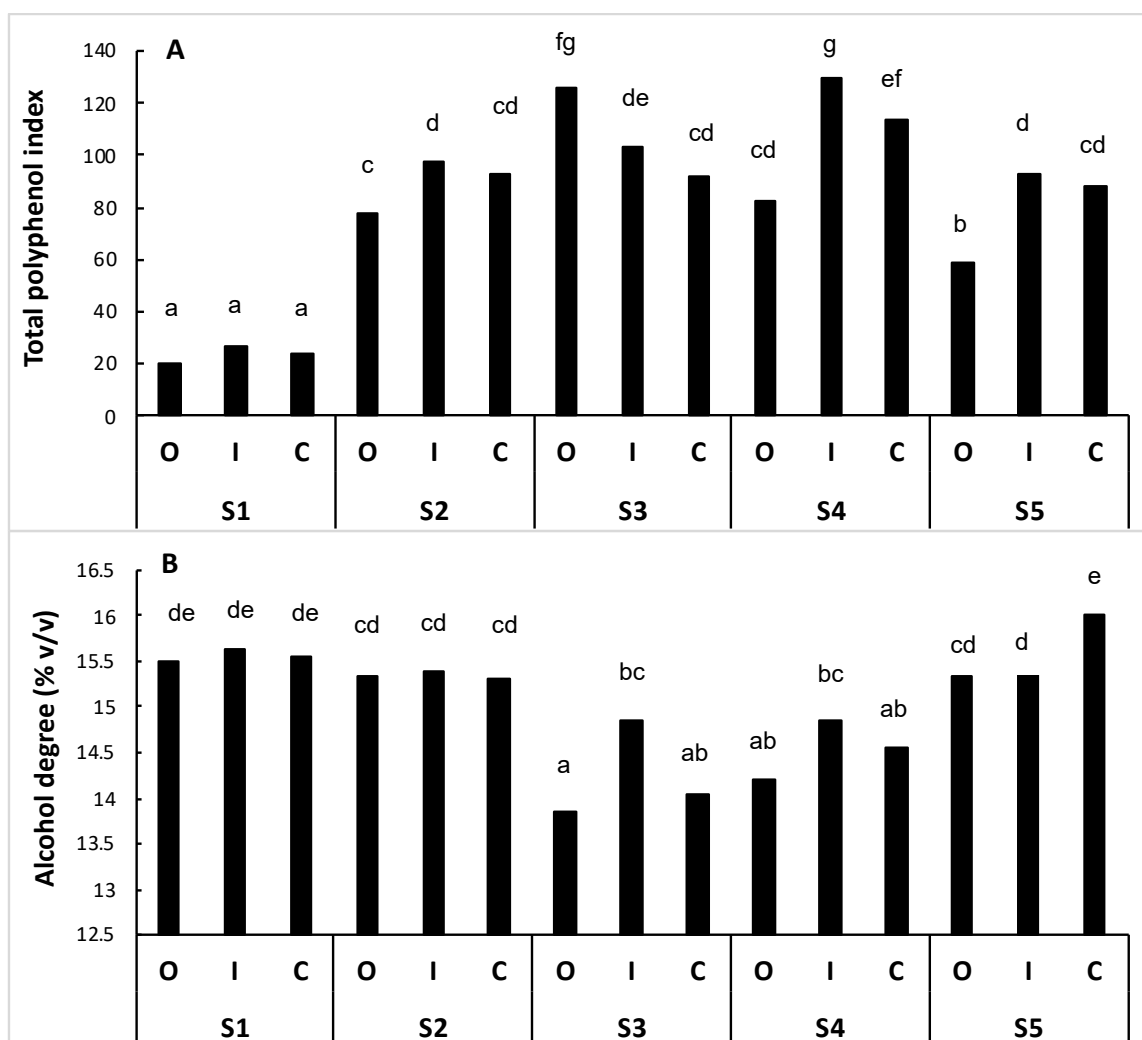 A
Total polyphenol index
140
120
100
80
60
40
20
0
a a a c d cd fg de cd cd g ef b d cd
O I C O I C O I C O I C O I C
S1 S2 S3 S4 S5
B
Alcohol degree (% v/v)
16.5
16
15.5
15
14.5
14
13.5
13
12.5
de de de cd cd cd a bc ab ab bc ab cd d e
O I C O I C O I C O I C O I C
S1 S2 S3 S4 S5